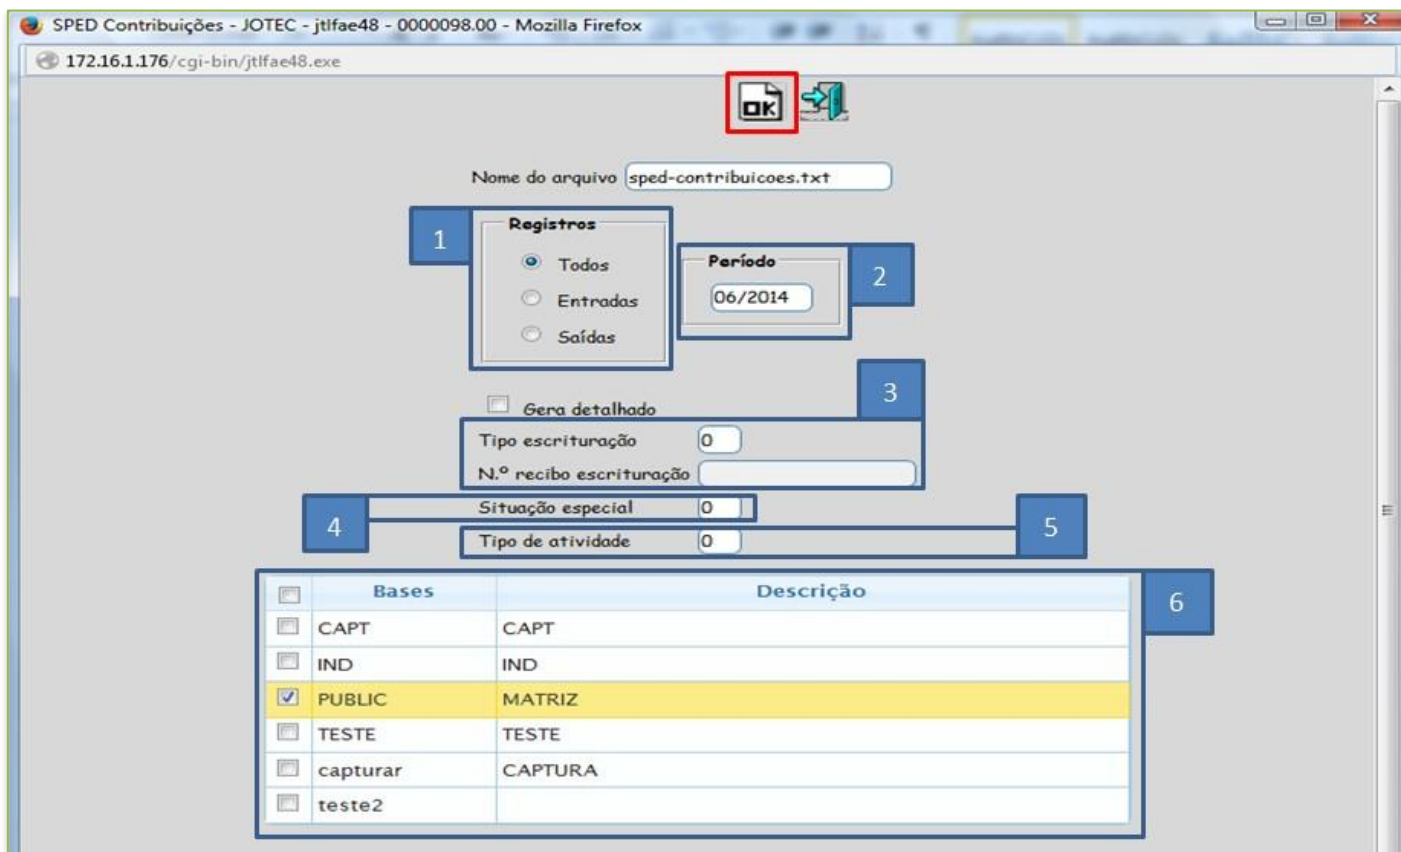 SPED Contribuições - JOTEC - jtlfae48 - 0000098.00 - Mozilla Firefox
172.16.1.176/cgi-bin/jtlfae48.exe
OK
Nome do arquivo sped-contribuicoes.txt
1
Registros
Todos
Entradas
Saídas
Período
06/2014
2
3
Gera detalhado
Tipo escrituração 0
N.º recibo escrituração
4
Situação especial 0
5
Tipo de atividade 0
6
Bases Descrição
CAPT CAPT
IND IND
PUBLIC MATRIZ
TESTE TESTE
capturar CAPTURA
teste2